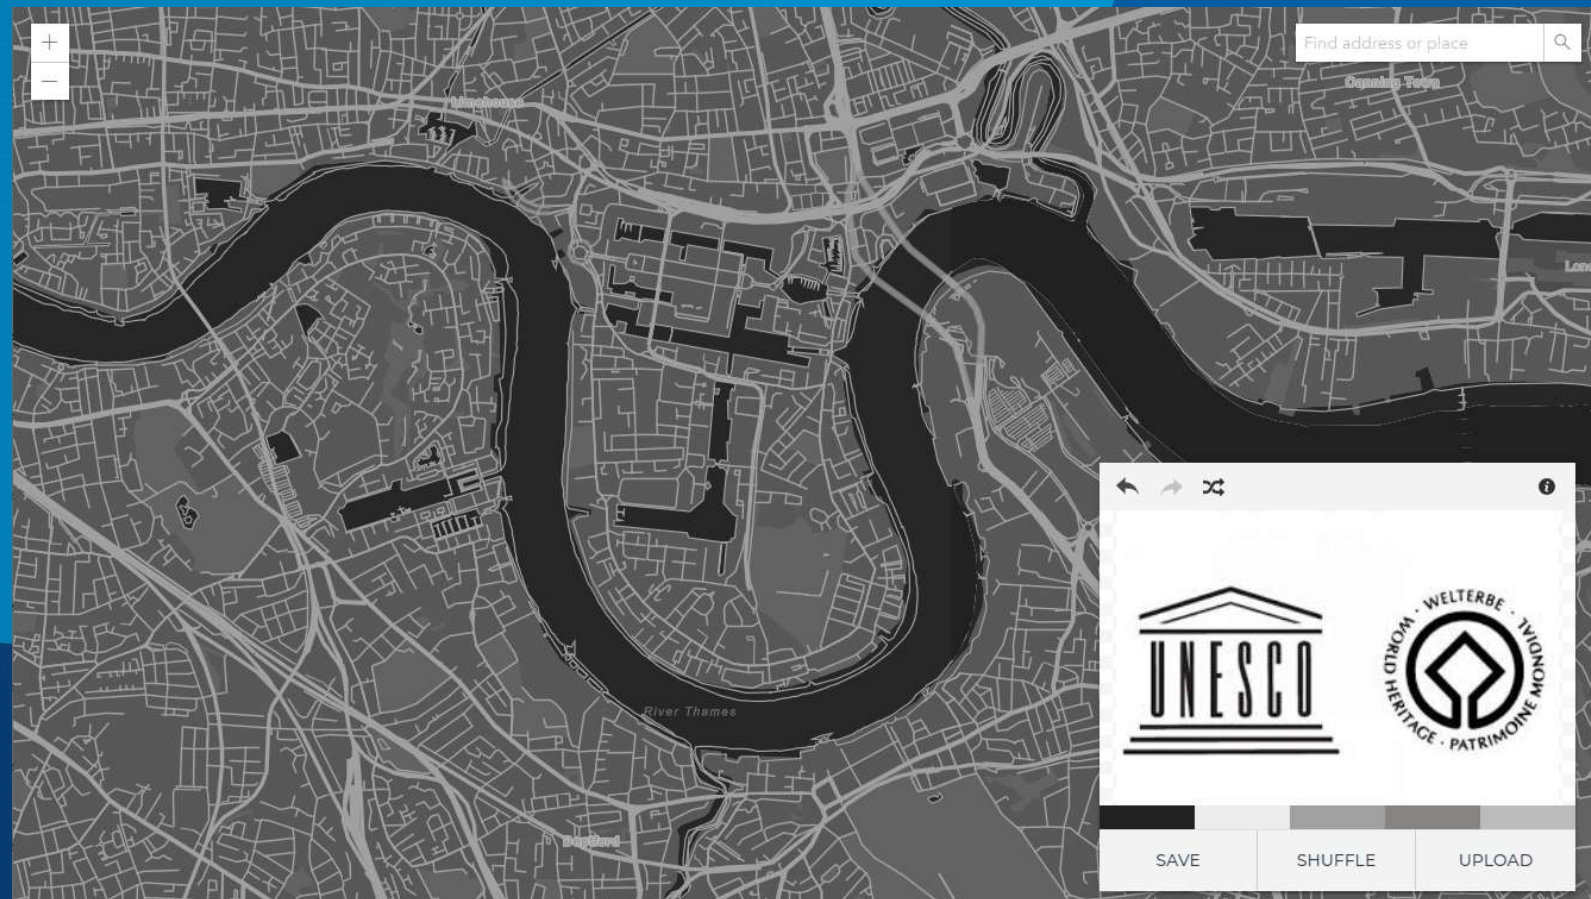 Find address or place
Limehouse
Canning Town
River Thames
Deptford
UNESCO
WELTERBE · MONDIAL
WORLD HERITAGE · PATRIMOINE
SAVE
SHUFFLE
UPLOAD